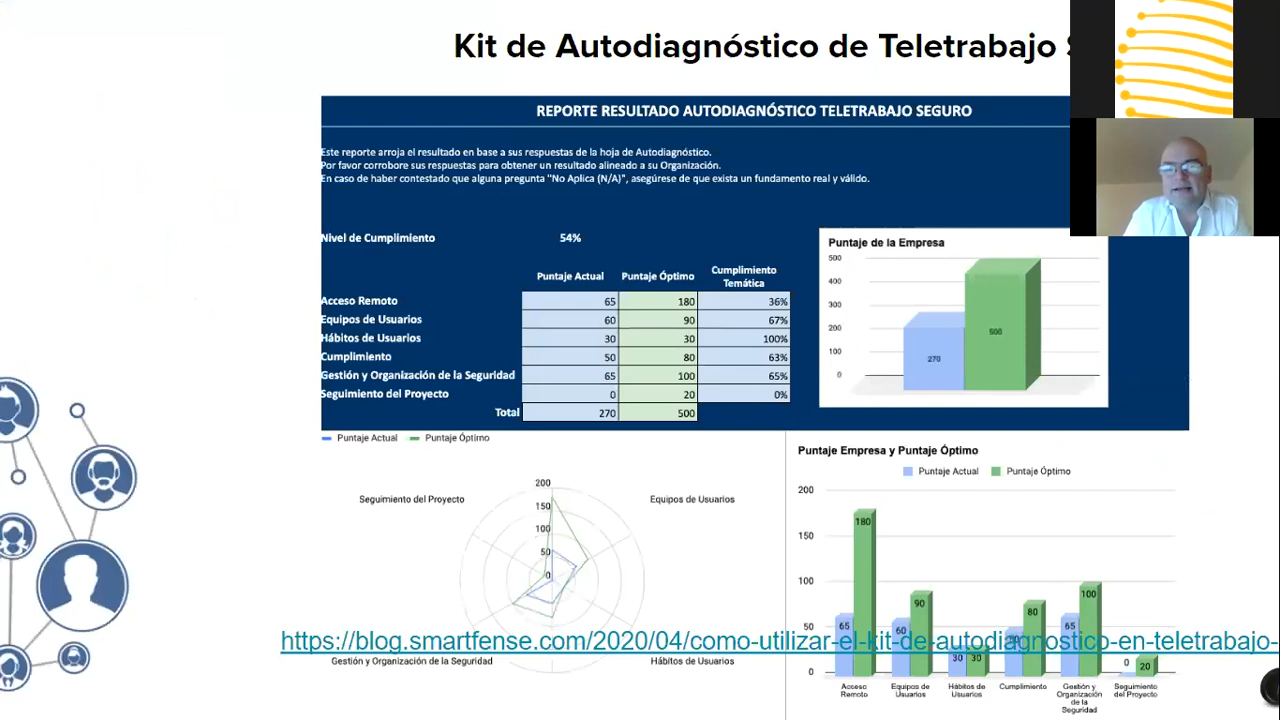 Kit de Autodiagnóstico de Teletrabajo
REPORTE RESULTADO AUTODIAGNÓSTICO TELETRABAJO SEGURO
Este reporte arroja el resultado en base a sus respuestas de la hoja de Autodiagnóstico.
Por favor corrobore sus respuestas para obtener un resultado alineado a su Organización.
En caso de haber contestado que alguna pregunta "No Aplica (N/A)", asegúrese de que exista un fundamento real y válido.
Nivel de Cumplimiento 54%
Puntaje Actual Puntaje Óptimo Cumplimiento Temática
Acceso Remoto 65 180 36%
Equipos de Usuarios 60 90 67%
Hábitos de Usuarios 30 30 100%
Cumplimiento 50 80 63%
Gestión y Organización de la Seguridad 65 100 65%
Seguimiento del Proyecto 0 20 0%
Total 270 500
Puntaje de la Empresa
500
400
300
200
100
0
270
500
Puntaje Actual Puntaje Óptimo
200
150
100
50
0
Seguimiento del Proyecto
Equipos de Usuarios
Gestión y Organización de la Seguridad
Hábitos de Usuarios
Puntaje Empresa y Puntaje Óptimo
Puntaje Actual Puntaje Óptimo
200
150
100
50
0
65 180
60 90
30 30
80
65 100
0 20
Acceso Remoto
Equipos de Usuarios
Hábitos de Usuarios
Cumplimiento
Gestión y Organización de la Seguridad
Seguimiento del Proyecto
https://blog.smartfense.com/2020/04/como-utilizar-el-kit-de-autodiagnostico-en-teletrabajo-